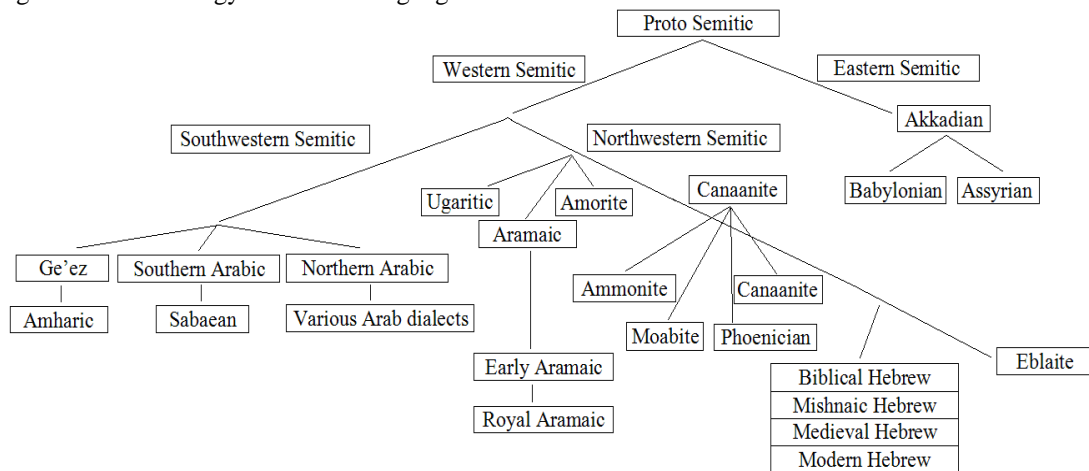 Proto Semitic
Western Semitic
Eastern Semitic
Akkadian
Southwestern Semitic
Northwestern Semitic
Ugaritic
Amorite
Canaanite
Babylonian
Assyrian
Aramaic
Ge'ez
Southern Arabic
Northern Arabic
Ammonite
Canaanite
Amharic
Sabaean
Various Arab dialects
Moabite
Phoenician
Early Aramaic
Eblaite
Royal Aramaic
Biblical Hebrew
Mishnaic Hebrew
Medieval Hebrew
Modern Hebrew